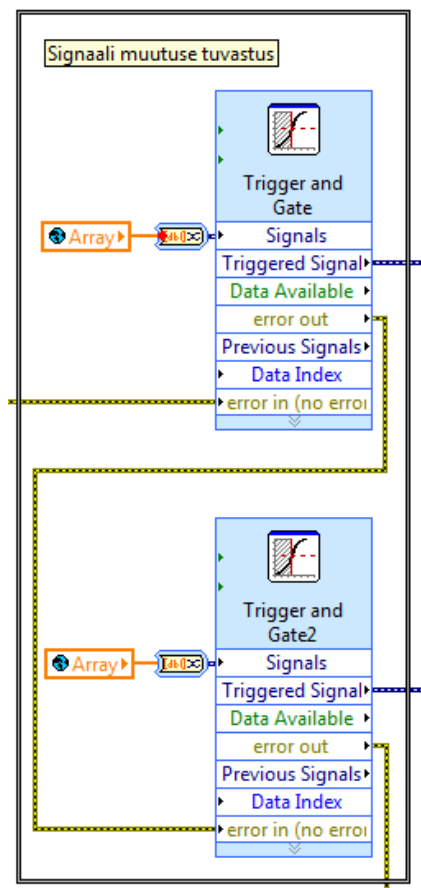 Signaali muutuse tuvastus
Trigger and
Gate
Array
Signals
Triggered Signal
Data Available
error out
Previous Signals
Data Index
error in (no erroi
Trigger and
Gate2
Array
Signals
Triggered Signal
Data Available
error out
Previous Signals
Data Index
error in (no erroi